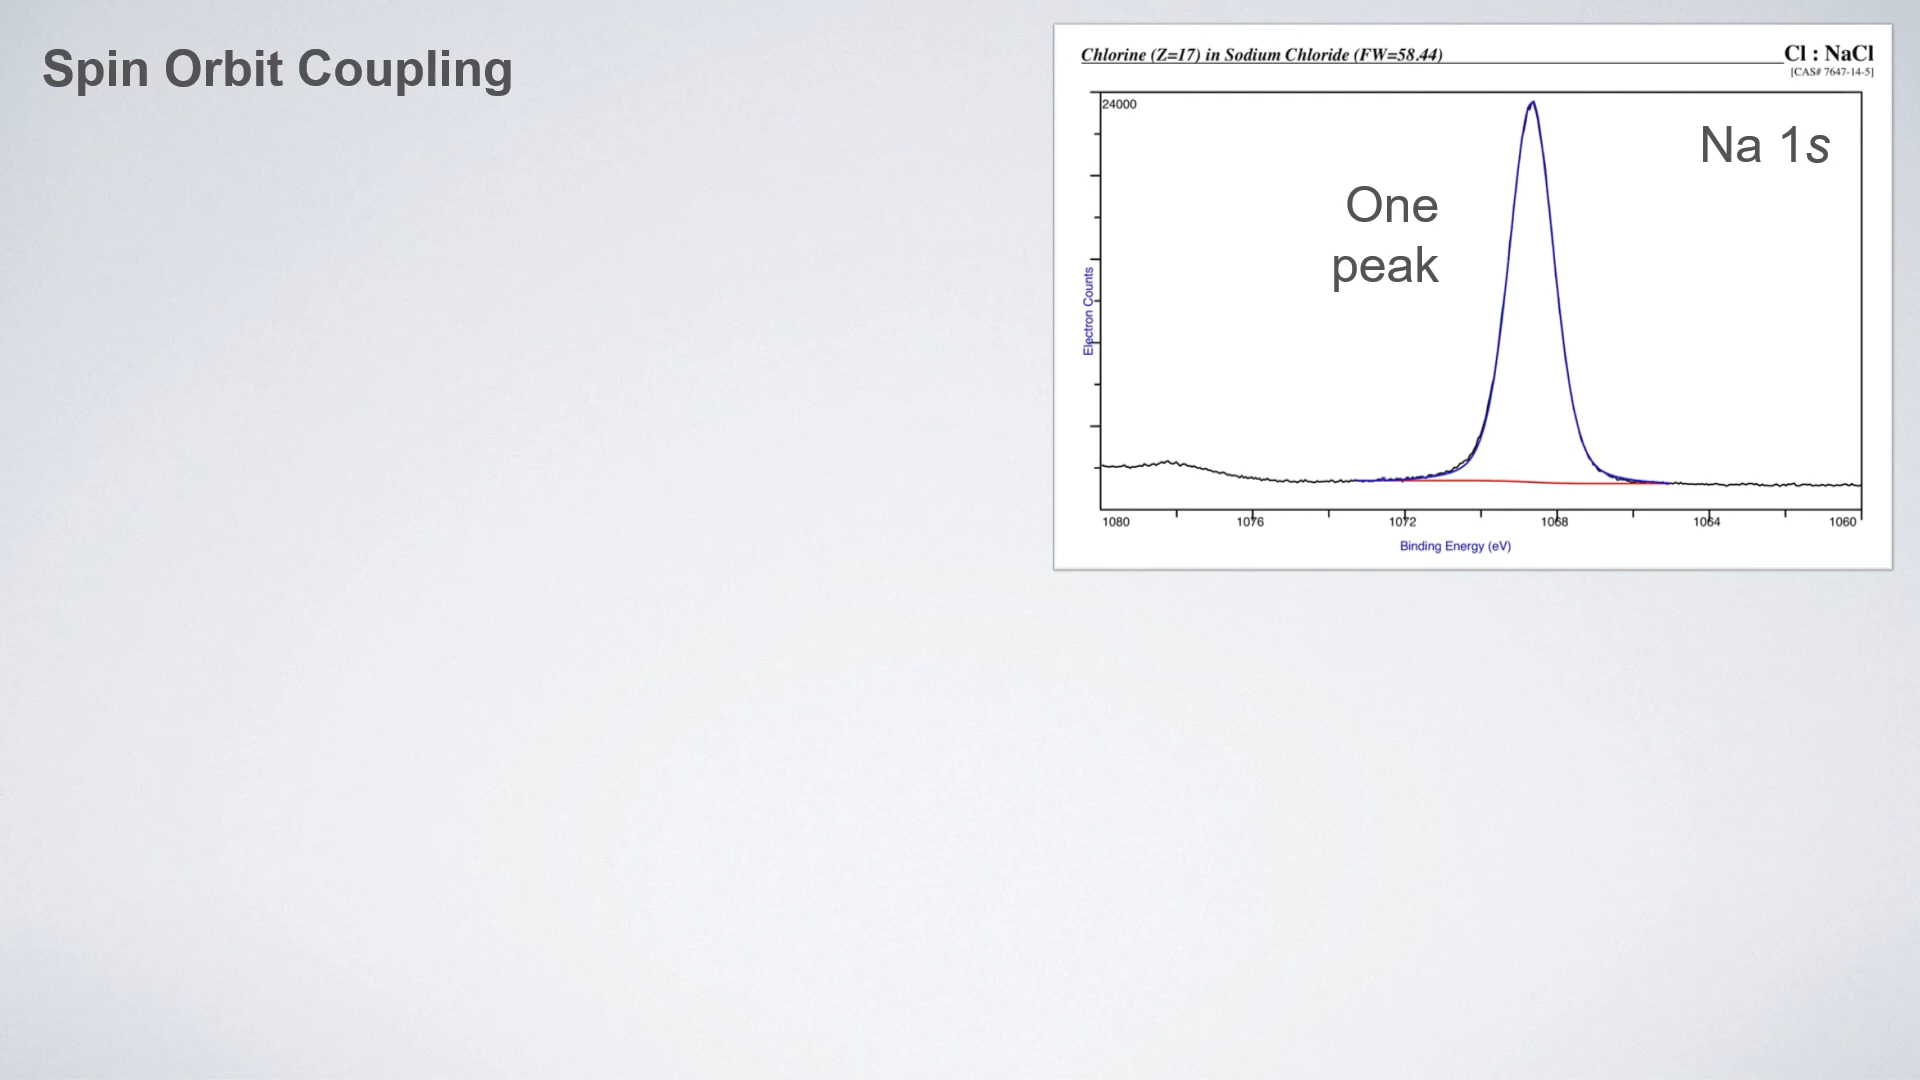 Spin Orbit Coupling
Chlorine (Z=17) in Sodium Chloride (FW=58.44)
Cl : NaCl
[CAS# 7647-14-5]
24000
Na 1s
One
peak
Electron Counts
1080 1076 1072 1068 1064 1060
Binding Energy (eV)